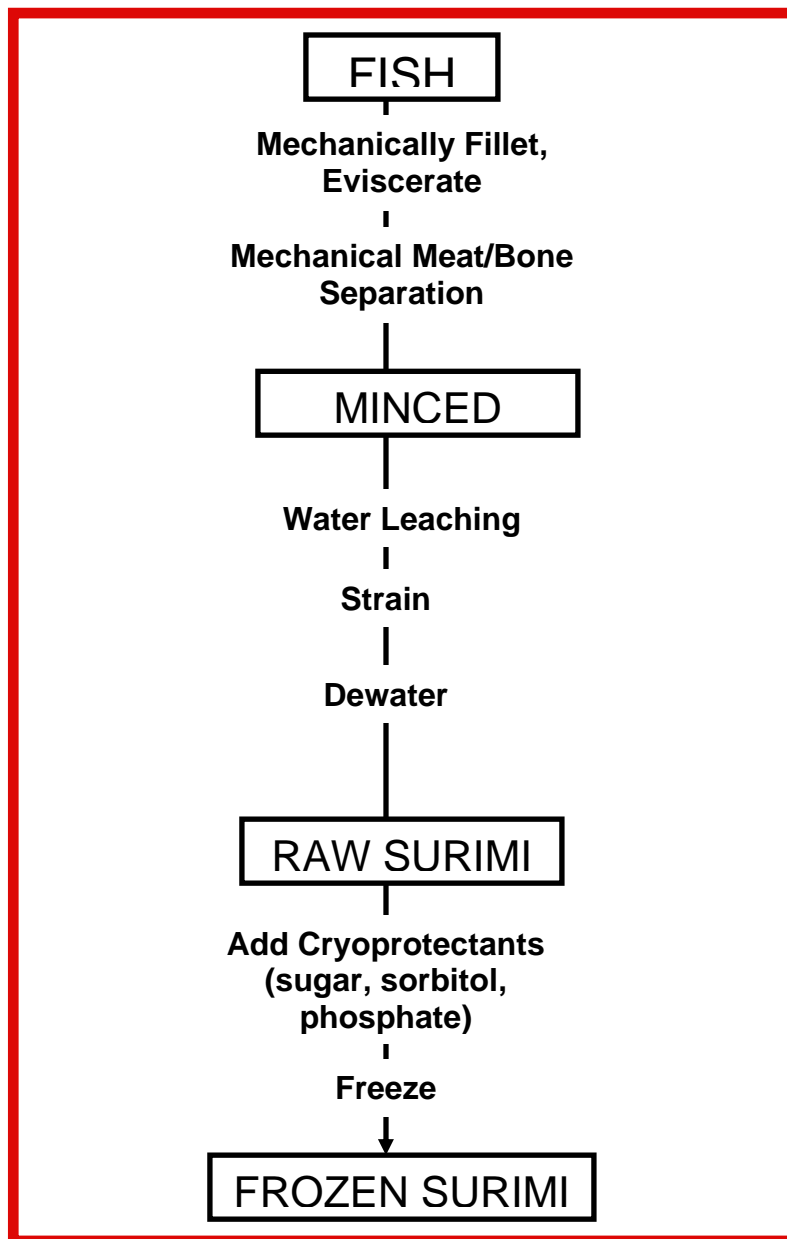 FISH
Mechanically Fillet,
Eviscerate
Mechanical Meat/Bone
Separation
MINCED
Water Leaching
Strain
Dewater
RAW SURIMI
Add Cryoprotectants
(sugar, sorbitol,
phosphate)
Freeze
FROZEN SURIMI